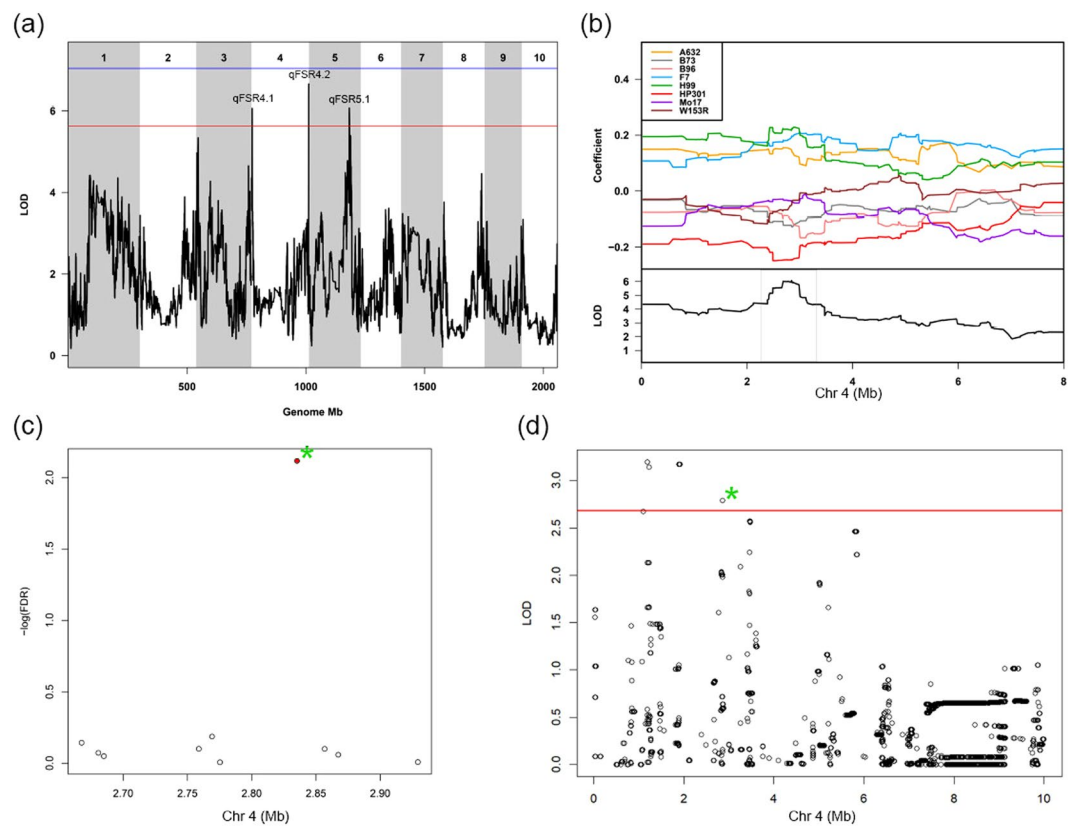 (a)
1 2 3 4 5 6 7 8 9 10
qFSR4.2
qFSR4.1 qFSR5.1
LOD
0 2 4 6
500 1000 1500 2000
Genome Mb
(b)
A632
B73
B96
F7
H99
HP301
Mo17
W153R
Coefficient
0.4
0.2
0.0
−0.2
LOD
6
5
4
3
2
1
0 2 4 6 8
Chr 4 (Mb)
(c)
*
−log(FDR)
0.0 0.5 1.0 1.5 2.0
2.70 2.75 2.80 2.85 2.90
Chr 4 (Mb)
(d)
*
LOD
0.0 0.5 1.0 1.5 2.0 2.5 3.0
0 2 4 6 8 10
Chr 4 (Mb)